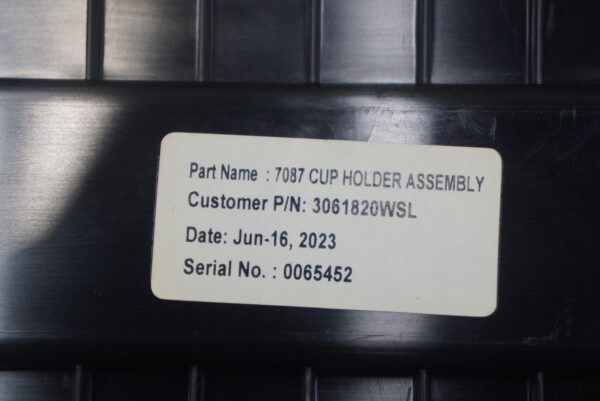 Part Name : 7087 CUP HOLDER ASSEMBLY
Customer P/N: 3061820WSL
Date: Jun-16, 2023
Serial No. : 0065452